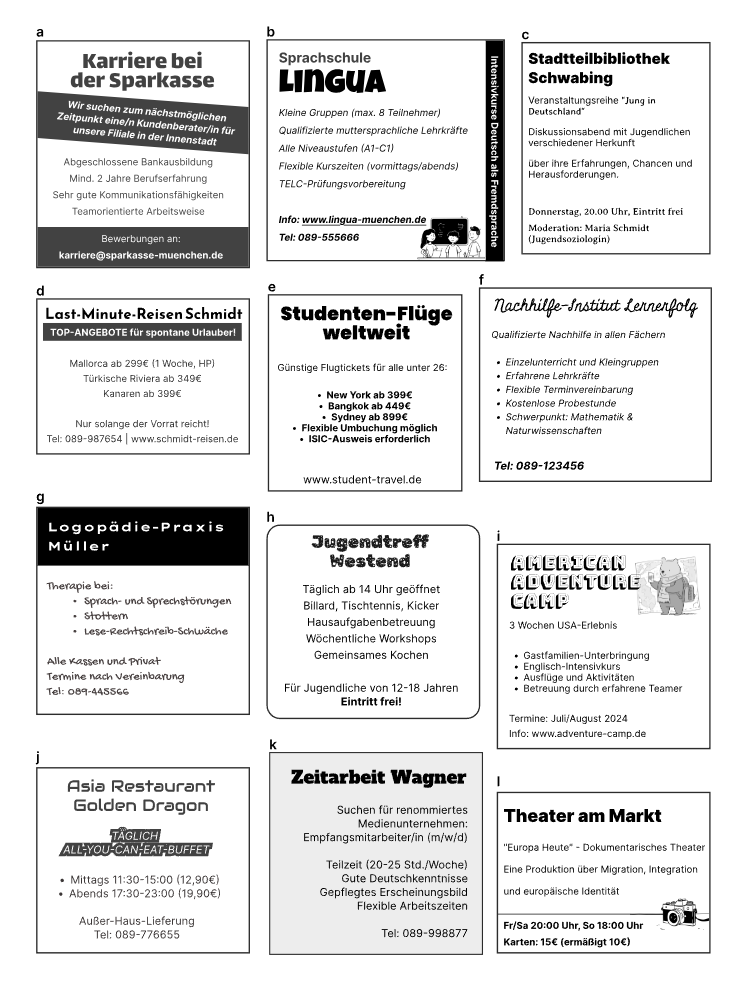 a
Karriere bei
der Sparkasse
Wir suchen zum nächstmöglichen
Zeitpunkt eine/n Kundenberater/in für
unsere Filiale in der Innenstadt
Abgeschlossene Bankausbildung
Mind. 2 Jahre Berufserfahrung
Sehr gute Kommunikationsfähigkeiten
Teamorientierte Arbeitsweise
Bewerbungen an:
karriere@sparkasse-muenchen.de
b
Sprachschule
LINGUA
Kleine Gruppen (max. 8 Teilnehmer)
Qualifizierte muttersprachliche Lehrkräfte
Alle Niveaustufen (A1-C1)
Flexible Kurszeiten (vormittags/abends)
TELC-Prüfungsvorbereitung
Info: www.lingua-muenchen.de
Tel: 089-555666
Intensivkurse Deutsch als Fremdsprache
c
Stadtteilbibliothek
Schwabing
Veranstaltungsreihe "Jung in
Deutschland"
Diskussionsabend mit Jugendlichen
verschiedener Herkunft
über ihre Erfahrungen, Chancen und
Herausforderungen.
Donnerstag, 20.00 Uhr, Eintritt frei
Moderation: Maria Schmidt
(Jugendsoziologin)
d
Last-Minute-Reisen Schmidt
TOP-ANGEBOTE für spontane Urlauber!
Mallorca ab 299€ (1 Woche, HP)
Türkische Riviera ab 349€
Kanaren ab 399€
Nur solange der Vorrat reicht!
Tel: 089-987654 | www.schmidt-reisen.de
e
Studenten-Flüge
weltweit
Günstige Flugtickets für alle unter 26:
• New York ab 399€
• Bangkok ab 449€
• Sydney ab 899€
• Flexible Umbuchung möglich
• ISIC-Ausweis erforderlich
www.student-travel.de
f
Nachhilfe-Institut Lernerfolg
Qualifizierte Nachhilfe in allen Fächern
• Einzelunterricht und Kleingruppen
• Erfahrene Lehrkräfte
• Flexible Terminvereinbarung
• Kostenlose Probestunde
• Schwerpunkt: Mathematik &
Naturwissenschaften
Tel: 089-123456
g
Logopädie-Praxis
Müller
Therapie bei:
• Sprach- und Sprechstörungen
• Stottern
• Lese-Rechtschreib-Schwäche
Alle Kassen und Privat
Termine nach Vereinbarung
Tel: 089-445566
h
Jugendtreff
Westend
Täglich ab 14 Uhr geöffnet
Billard, Tischtennis, Kicker
Hausaufgabenbetreuung
Wöchentliche Workshops
Gemeinsames Kochen
Für Jugendliche von 12-18 Jahren
Eintritt frei!
i
AMERICAN
ADVENTURE
CAMP
3 Wochen USA-Erlebnis
• Gastfamilien-Unterbringung
• Englisch-Intensivkurs
• Ausflüge und Aktivitäten
• Betreuung durch erfahrene Teamer
Termine: Juli/August 2024
Info: www.adventure-camp.de
j
Asia Restaurant
Golden Dragon
TÄGLICH
ALL-YOU-CAN-EAT-BUFFET
• Mittags 11:30-15:00 (12,90€)
• Abends 17:30-23:00 (19,90€)
Außer-Haus-Lieferung
Tel: 089-776655
k
Zeitarbeit Wagner
Suchen für renommiertes
Medienunternehmen:
Empfangsmitarbeiter/in (m/w/d)
Teilzeit (20-25 Std./Woche)
Gute Deutschkenntnisse
Gepflegtes Erscheinungsbild
Flexible Arbeitszeiten
Tel: 089-998877
l
Theater am Markt
"Europa Heute" - Dokumentarisches Theater
Eine Produktion über Migration, Integration
und europäische Identität
Fr/Sa 20:00 Uhr, So 18:00 Uhr
Karten: 15€ (ermäßigt 10€)